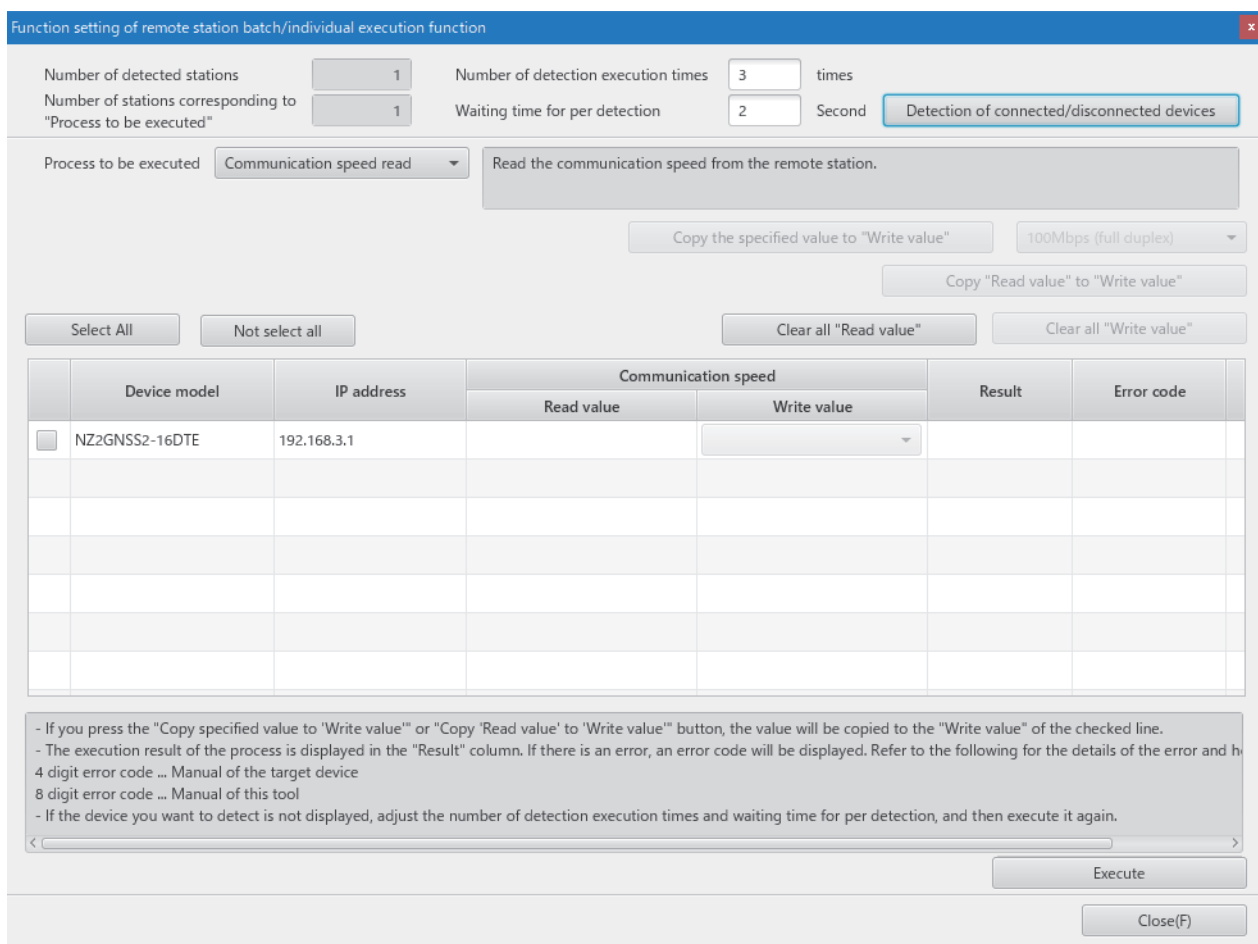 Function setting of remote station batch/individual execution function
x
Number of detected stations 1 Number of detection execution times 3 times
Number of stations corresponding to
"Process to be executed" 1 Waiting time for per detection 2 Second Detection of connected/disconnected devices
Process to be executed Communication speed read Read the communication speed from the remote station.
Copy the specified value to "Write value" 100Mbps (full duplex)
Copy "Read value" to "Write value"
Select All Not select all Clear all "Read value" Clear all "Write value"
Device model IP address Communication speed Result Error code
Read value Write value
NZ2GNSS2-16DTE 192.168.3.1
- If you press the "Copy specified value to 'Write value'" or "Copy 'Read value' to 'Write value'" button, the value will be copied to the "Write value" of the checked line.
- The execution result of the process is displayed in the "Result" column. If there is an error, an error code will be displayed. Refer to the following for the details of the error and
4 digit error code ... Manual of the target device
8 digit error code ... Manual of this tool
- If the device you want to detect is not displayed, adjust the number of detection execution times and waiting time for per detection, and then execute it again.
Execute
Close(F)